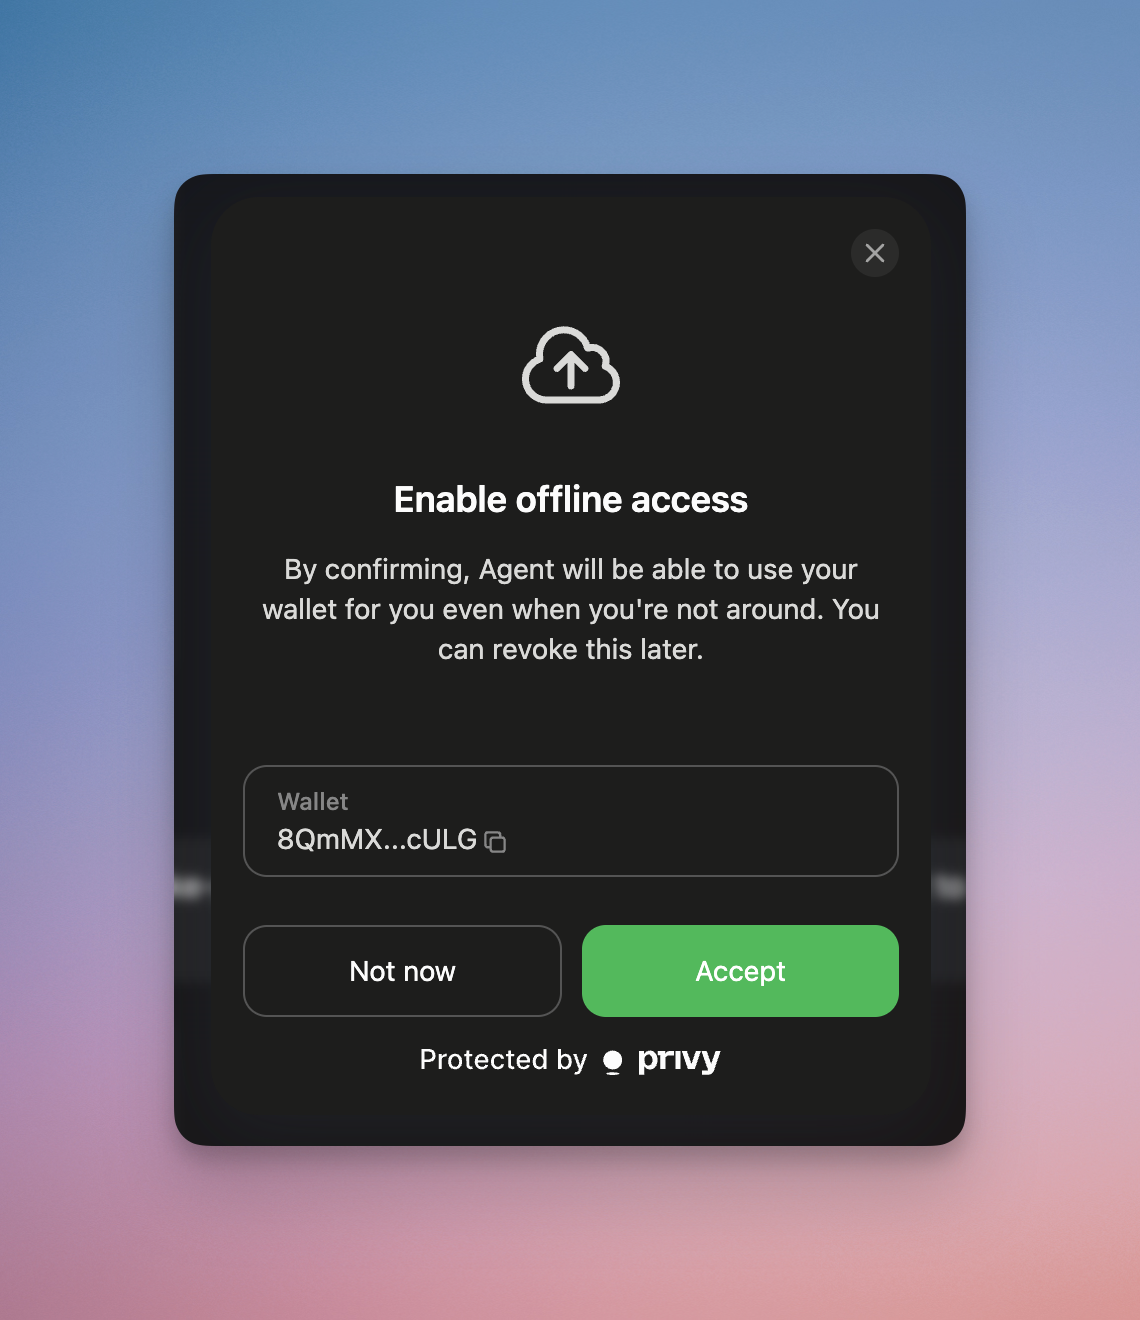 Enable offline access
By confirming, Agent will be able to use your
wallet for you even when you're not around. You
can revoke this later.
Wallet
8QmMX...cULG
Not now
Accept
Protected by privy